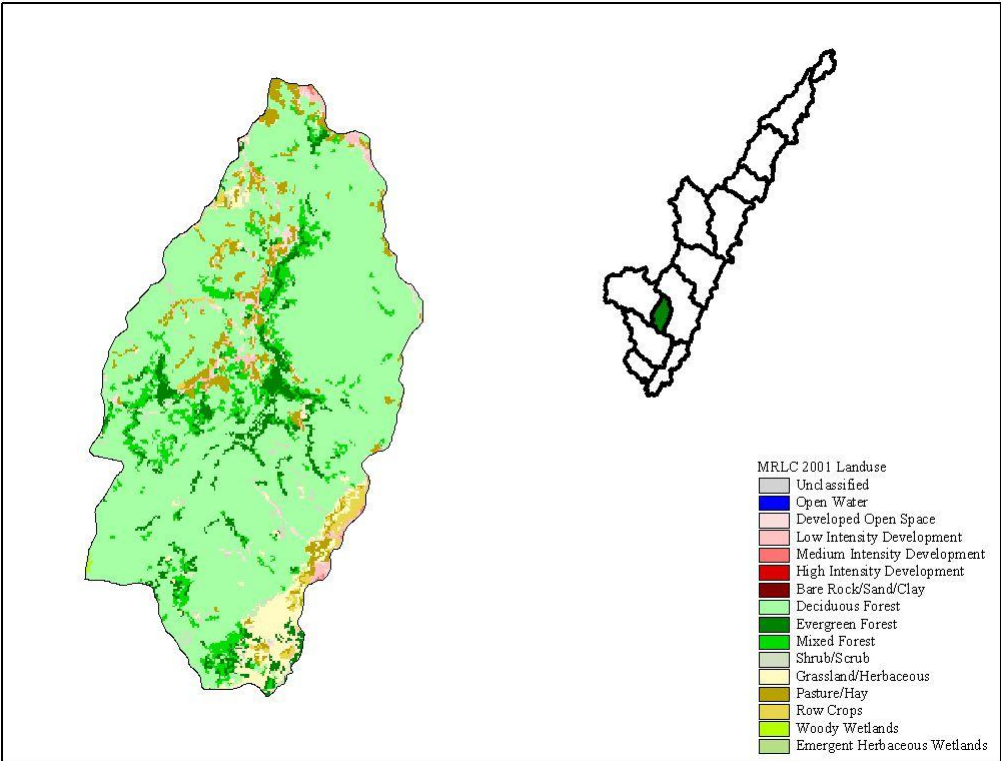 MRLC 2001 Landuse
Unclassified
Open Water
Developed Open Space
Low Intensity Development
Medium Intensity Development
High Intensity Development
Bare Rock/Sand/Clay
Deciduous Forest
Evergreen Forest
Mixed Forest
Shrub/Scrub
Grassland/Herbaceous
Pasture/Hay
Row Crops
Woody Wetlands
Emergent Herbaceous Wetlands